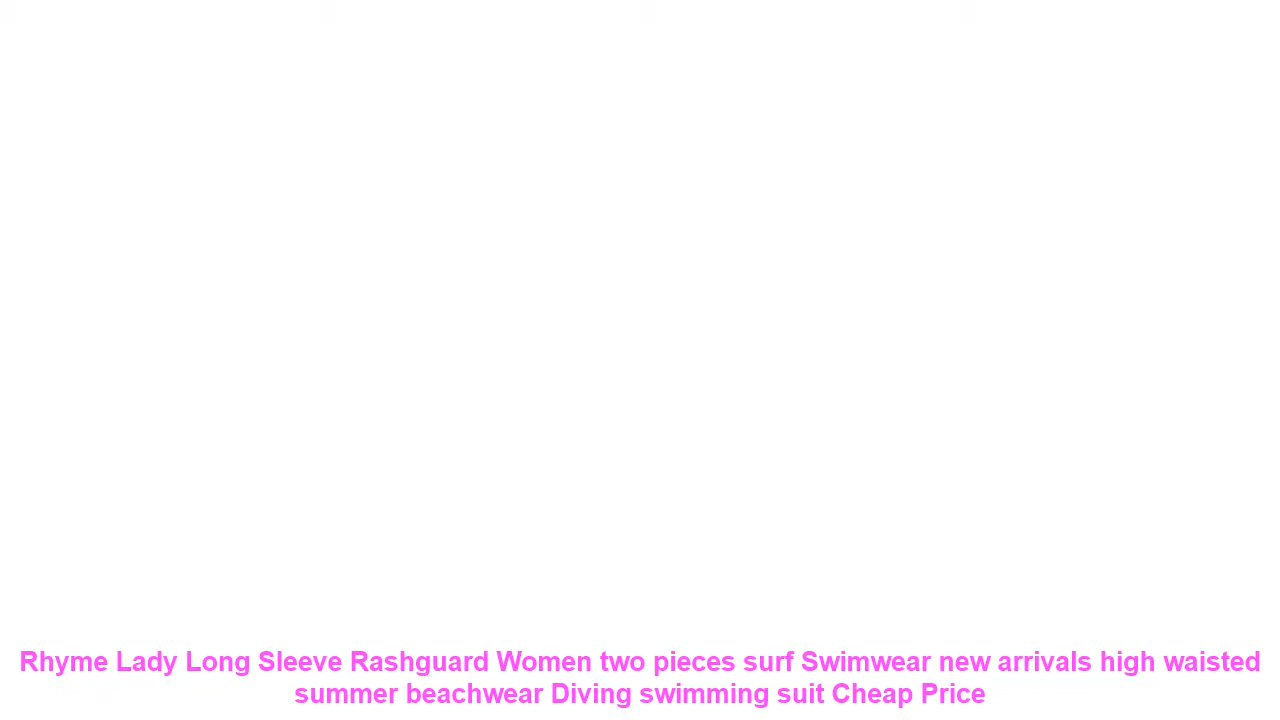 Rhyme Lady Long Sleeve Rashguard Women two pieces surf Swimwear new arrivals high waisted
summer beachwear Diving swimming suit Cheap Price